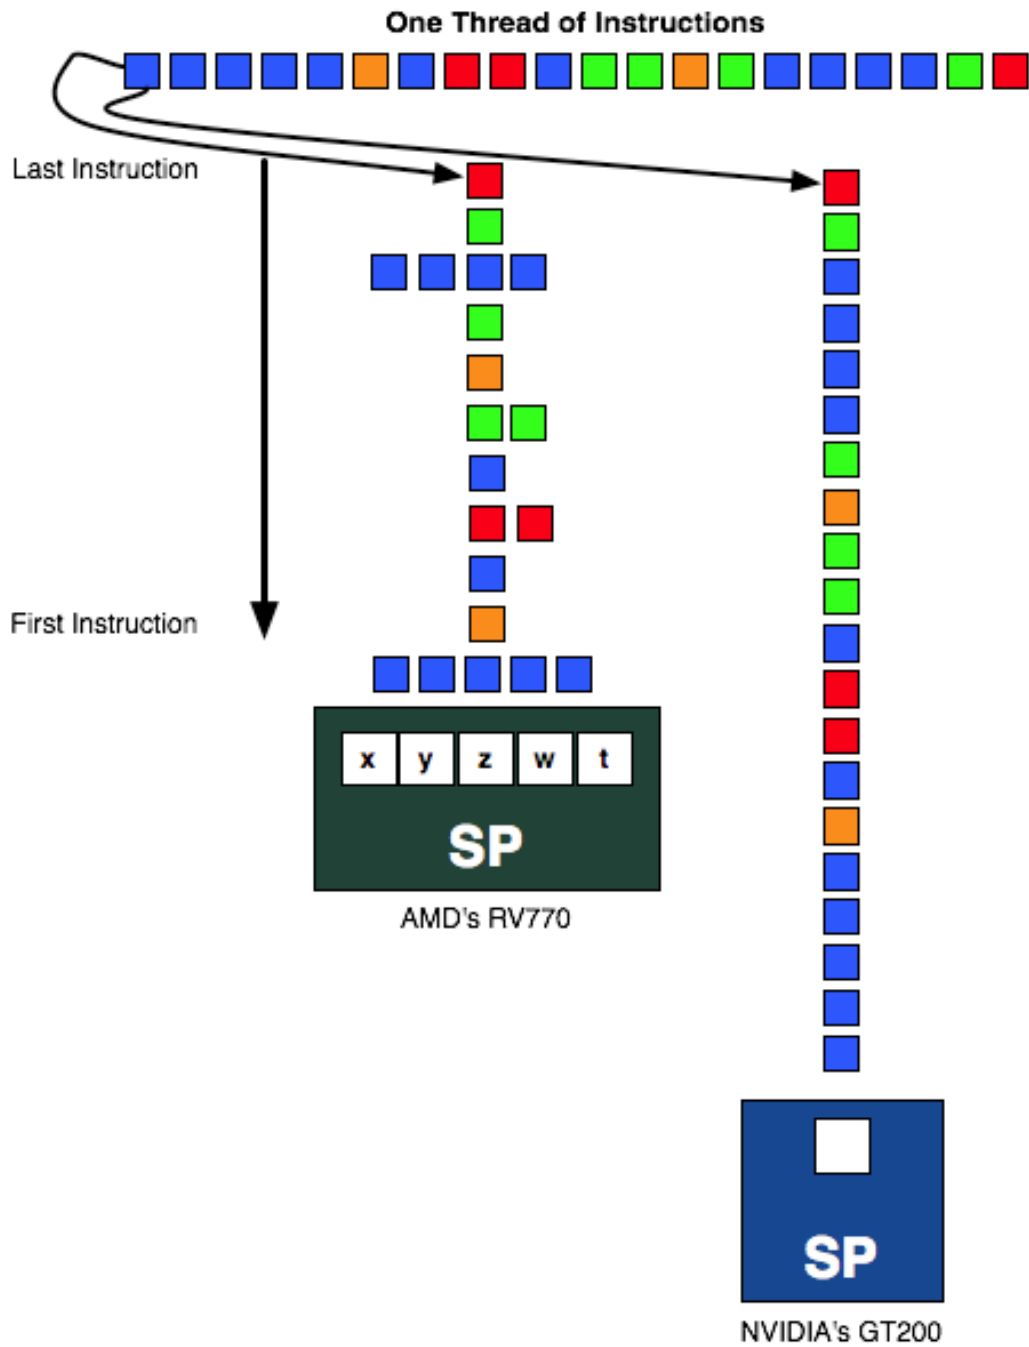 One Thread of Instructions
Last Instruction
First Instruction
x y z w t
SP
AMD's RV770
SP
NVIDIA's GT200